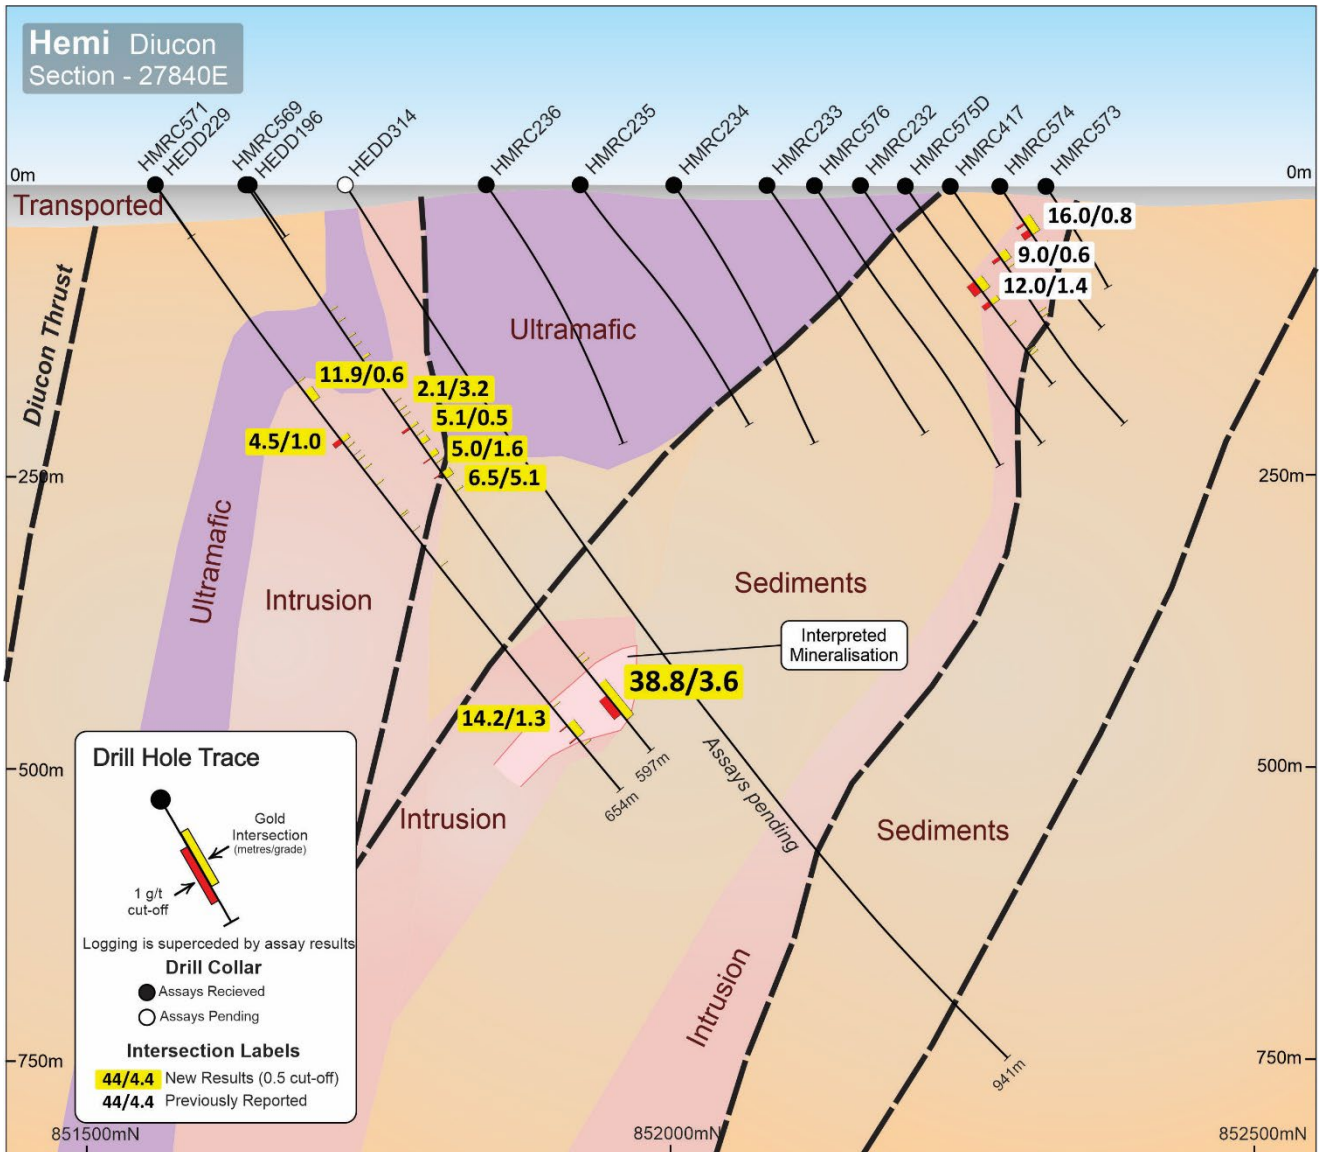 Hemi Diucon
Section - 27840E
HMRC571
HEDD229
HMRC569
HEDD196
HEDD314
HMRC236
HMRC235
HMRC234
HMRC233
HMRC576
HMRC232
HMRC575D
HMRC417
HMRC574
HMRC573
0m
0m
Transported
16.0/0.8
9.0/0.6
12.0/1.4
Diucon Thrust
Ultramafic
11.9/0.6
2.1/3.2
5.1/0.5
4.5/1.0
5.0/1.6
6.5/5.1
250m
250m
Ultramafic
Intrusion
Sediments
Interpreted
Mineralisation
38.8/3.6
14.2/1.3
Assays pending
597m
654m
500m
500m
Intrusion
Sediments
Intrusion
941m
750m
750m
Drill Hole Trace
Gold
Intersection
(metres/grade)
1 g/t
cut-off
Logging is superceded by assay results
Drill Collar
Assays Recieved
Assays Pending
Intersection Labels
44/4.4 New Results (0.5 cut-off)
44/4.4 Previously Reported
851500mN
852000mN
852500mN